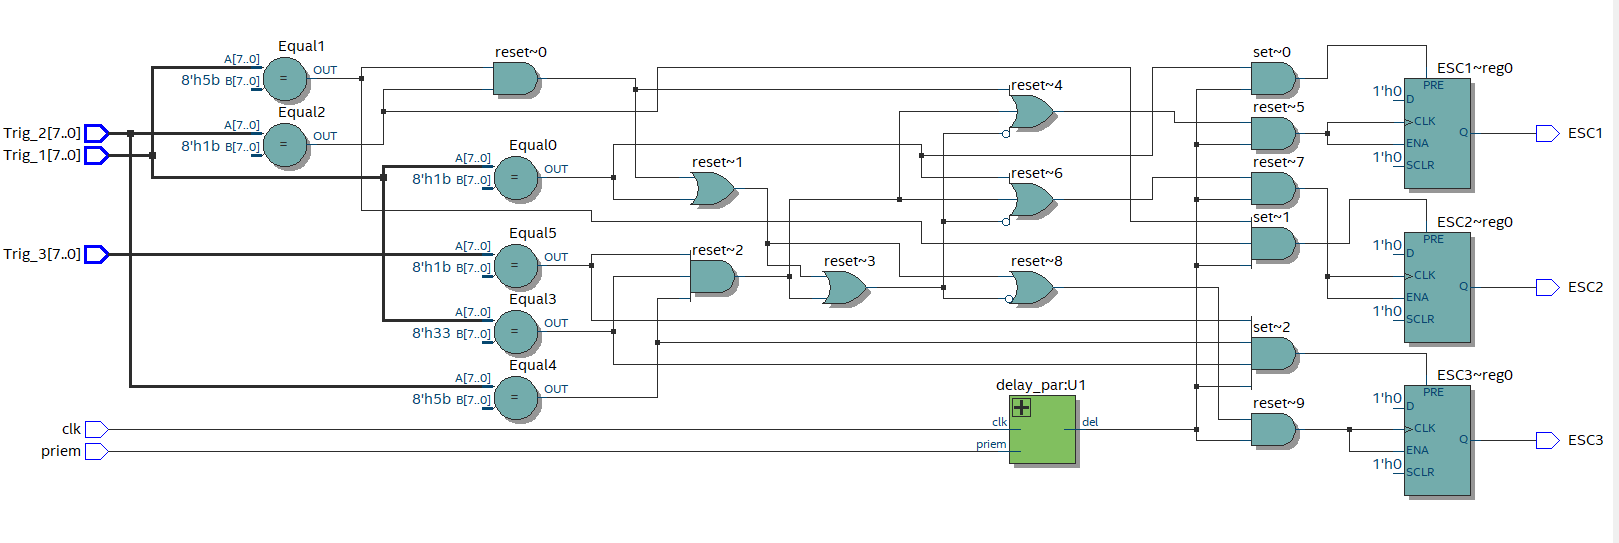 Equal1
A[7..0]
8'h5b B[7..0]
=
OUT
Equal2
A[7..0]
8'h1b B[7..0]
=
OUT
Trig_2[7..0]
Trig_1[7..0]
Trig_3[7..0]
clk
priem
reset~0
Equal0
A[7..0]
8'h1b B[7..0]
=
OUT
Equal5
A[7..0]
8'h1b B[7..0]
=
OUT
Equal3
A[7..0]
8'h33 B[7..0]
=
OUT
Equal4
A[7..0]
8'h5b B[7..0]
=
OUT
reset~1
reset~2
reset~3
reset~4
reset~6
reset~8
delay_par:U1
clk
priem
del
set~0
reset~5
reset~7
set~1
set~2
reset~9
ESC1~reg0
PRE
1'h0
D
CLK
ENA
1'h0
SCLR
Q
ESC1
ESC2~reg0
PRE
1'h0
D
CLK
ENA
1'h0
SCLR
Q
ESC2
ESC3~reg0
PRE
1'h0
D
CLK
ENA
1'h0
SCLR
Q
ESC3